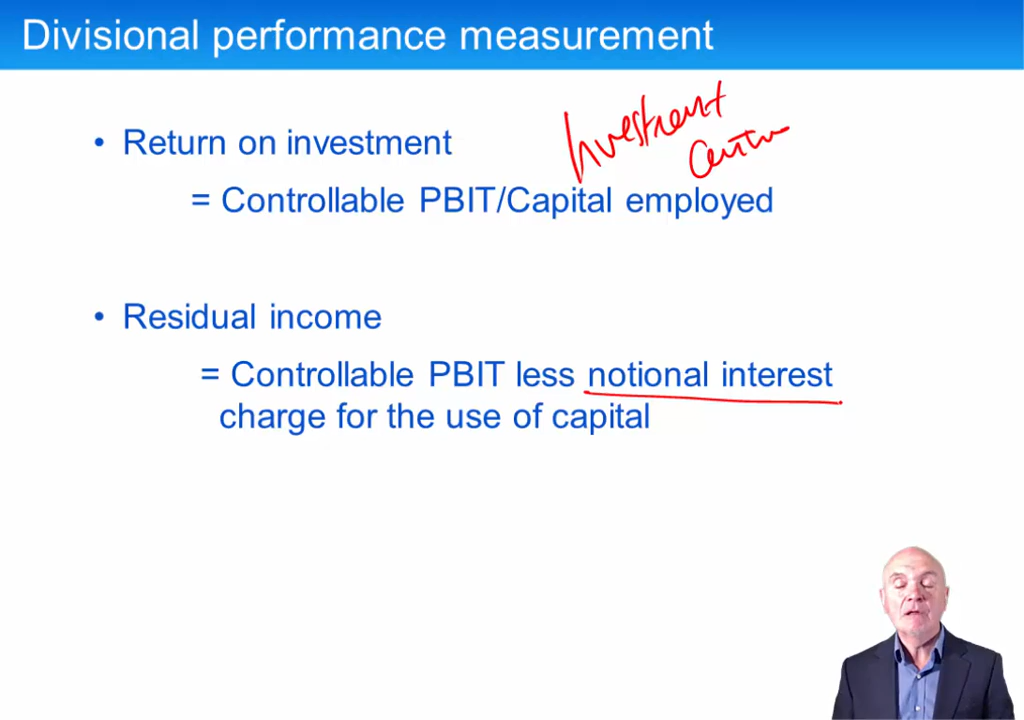 Divisional performance measurement
• Return on investment
Investment
Centre
= Controllable PBIT/Capital employed
• Residual income
= Controllable PBIT less notional interest
charge for the use of capital